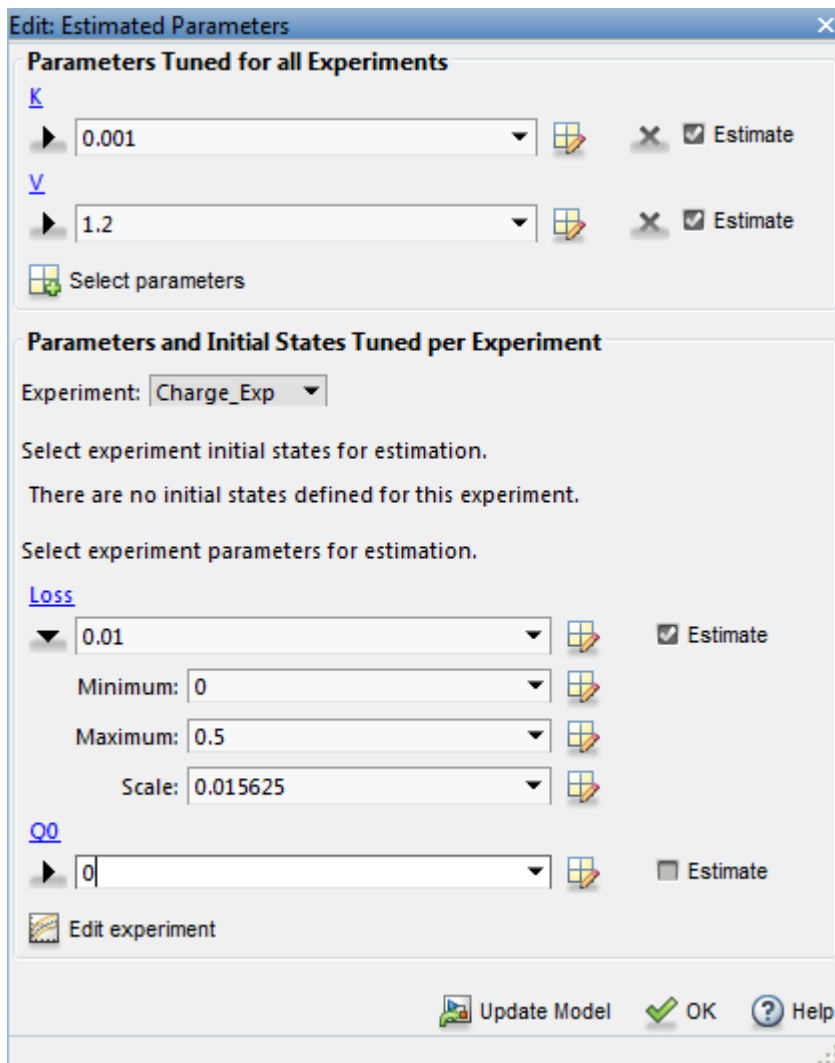 Edit: Estimated Parameters
Parameters Tuned for all Experiments
K
0.001 Estimate
V
1.2 Estimate
Select parameters
Parameters and Initial States Tuned per Experiment
Experiment: Charge_Exp
Select experiment initial states for estimation.
There are no initial states defined for this experiment.
Select experiment parameters for estimation.
Loss
0.01 Estimate
Minimum: 0
Maximum: 0.5
Scale: 0.015625
Q0
0 Estimate
Edit experiment
Update Model OK Help